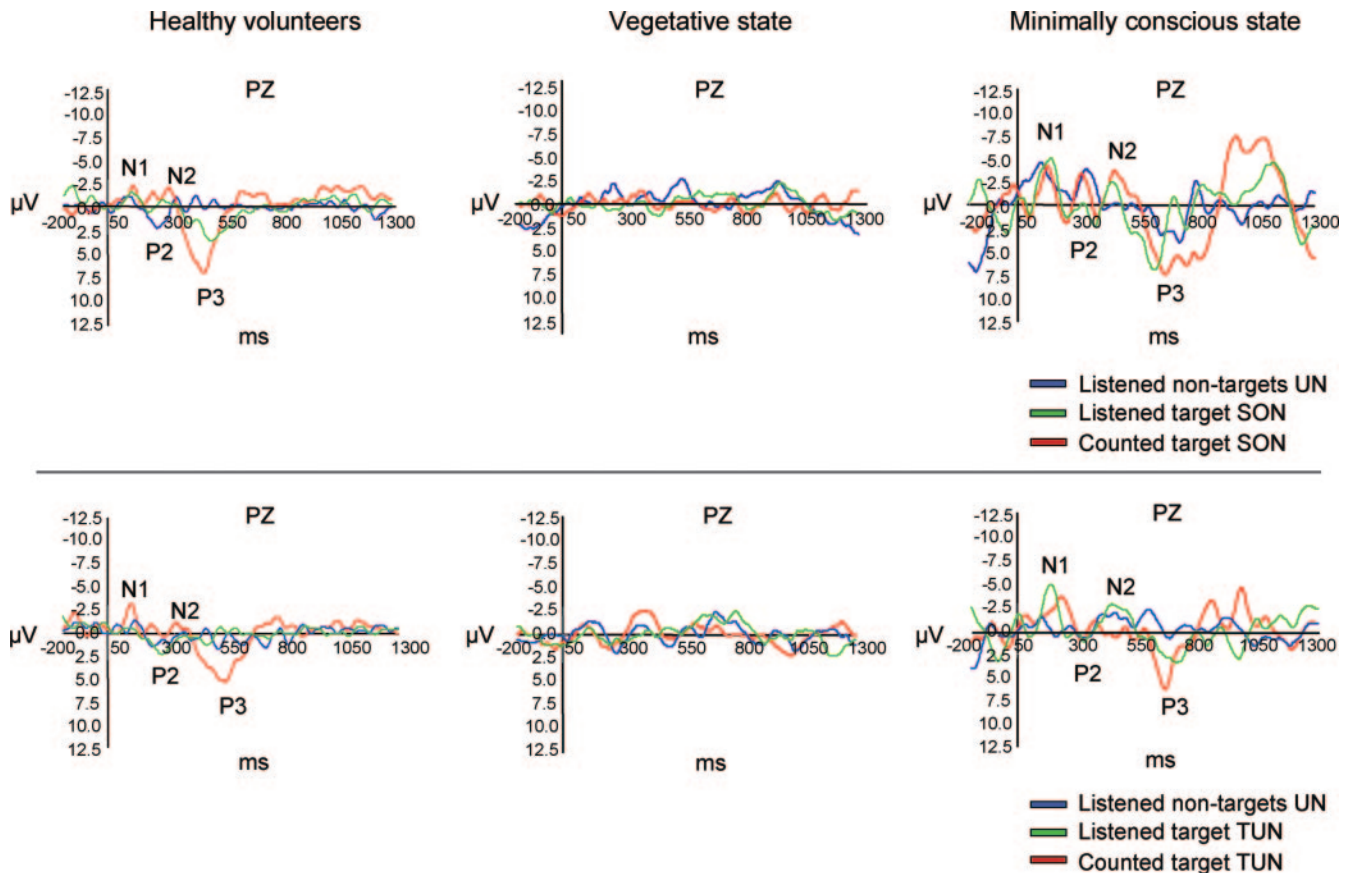 Healthy volunteers Vegetative state Minimally conscious state
PZ PZ PZ
-12.5 -12.5 -12.5
-10.0 -10.0 -10.0
-7.5 -7.5 -7.5
-5.0 N1 N2 -5.0 -5.0 N1 N2
-2.5 -2.5 -2.5
µV 0.0 µV 0.0 µV 0.0
-200 50 300 550 800 1050 1300 -200 50 300 550 800 1050 1300 -200 50 300 550 800 1050 1300
2.5 P2 2.5 2.5 P2
5.0 5.0 5.0
7.5 P3 7.5 7.5 P3
10.0 10.0 10.0
12.5 12.5 12.5
ms ms ms
Listened non-targets UN
Listened target SON
Counted target SON
PZ PZ PZ
-12.5 -12.5 -12.5
-10.0 -10.0 -10.0
-7.5 -7.5 -7.5
-5.0 N1 N2 -5.0 -5.0 N1 N2
-2.5 -2.5 -2.5
µV 0.0 µV 0.0 µV 0.0
-200 50 300 550 800 1050 1300 -200 50 300 550 800 1050 1300 -200 50 300 550 800 1050 1300
2.5 P2 2.5 2.5 P2
5.0 5.0 5.0
7.5 P3 7.5 7.5 P3
10.0 10.0 10.0
12.5 12.5 12.5
ms ms ms
Listened non-targets UN
Listened target TUN
Counted target TUN